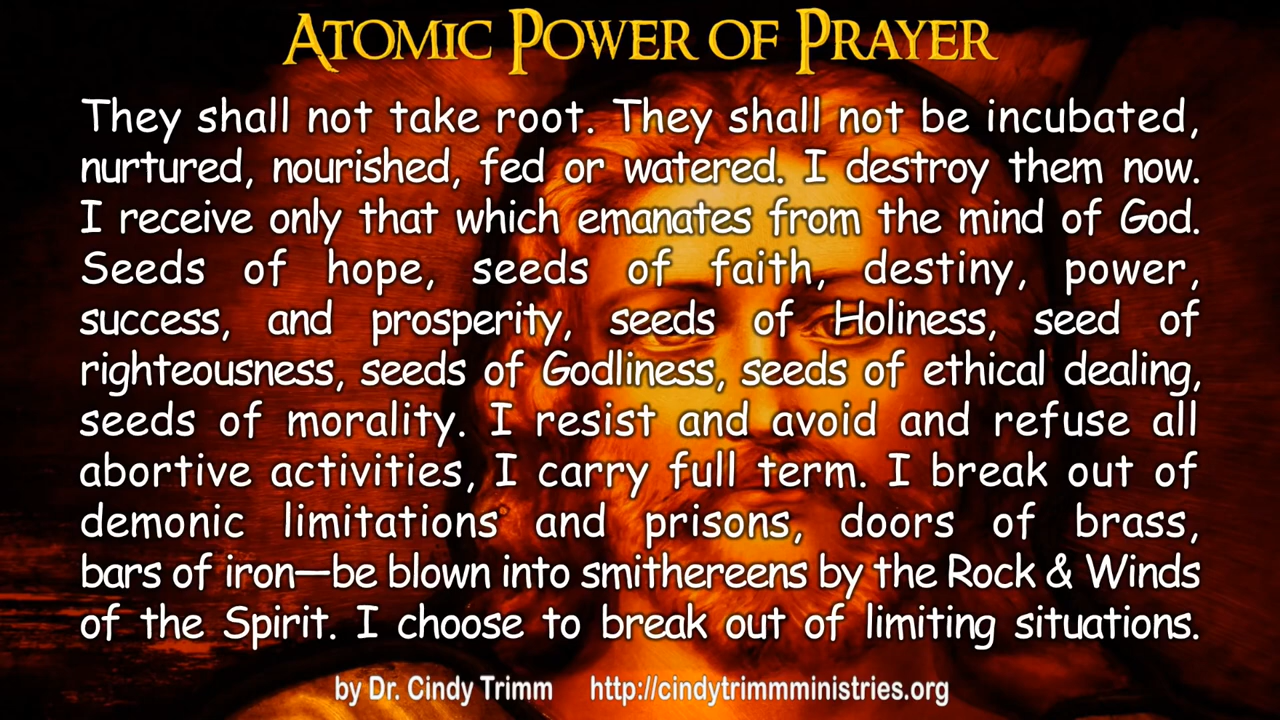 ATOMIC POWER OF PRAYER
They shall not take root. They shall not be incubated,
nurtured, nourished, fed or watered. I destroy them now.
I receive only that which emanates from the mind of God.
Seeds of hope, seeds of faith, destiny, power,
success, and prosperity, seeds of Holiness, seed of
righteousness, seeds of Godliness, seeds of ethical dealing,
seeds of morality. I resist and avoid and refuse all
abortive activities, I carry full term. I break out of
demonic limitations and prisons, doors of brass,
bars of iron—be blown into smithereens by the Rock & Winds
of the Spirit. I choose to break out of limiting situations.
by Dr. Cindy Trimm http://cindytrimmministries.org